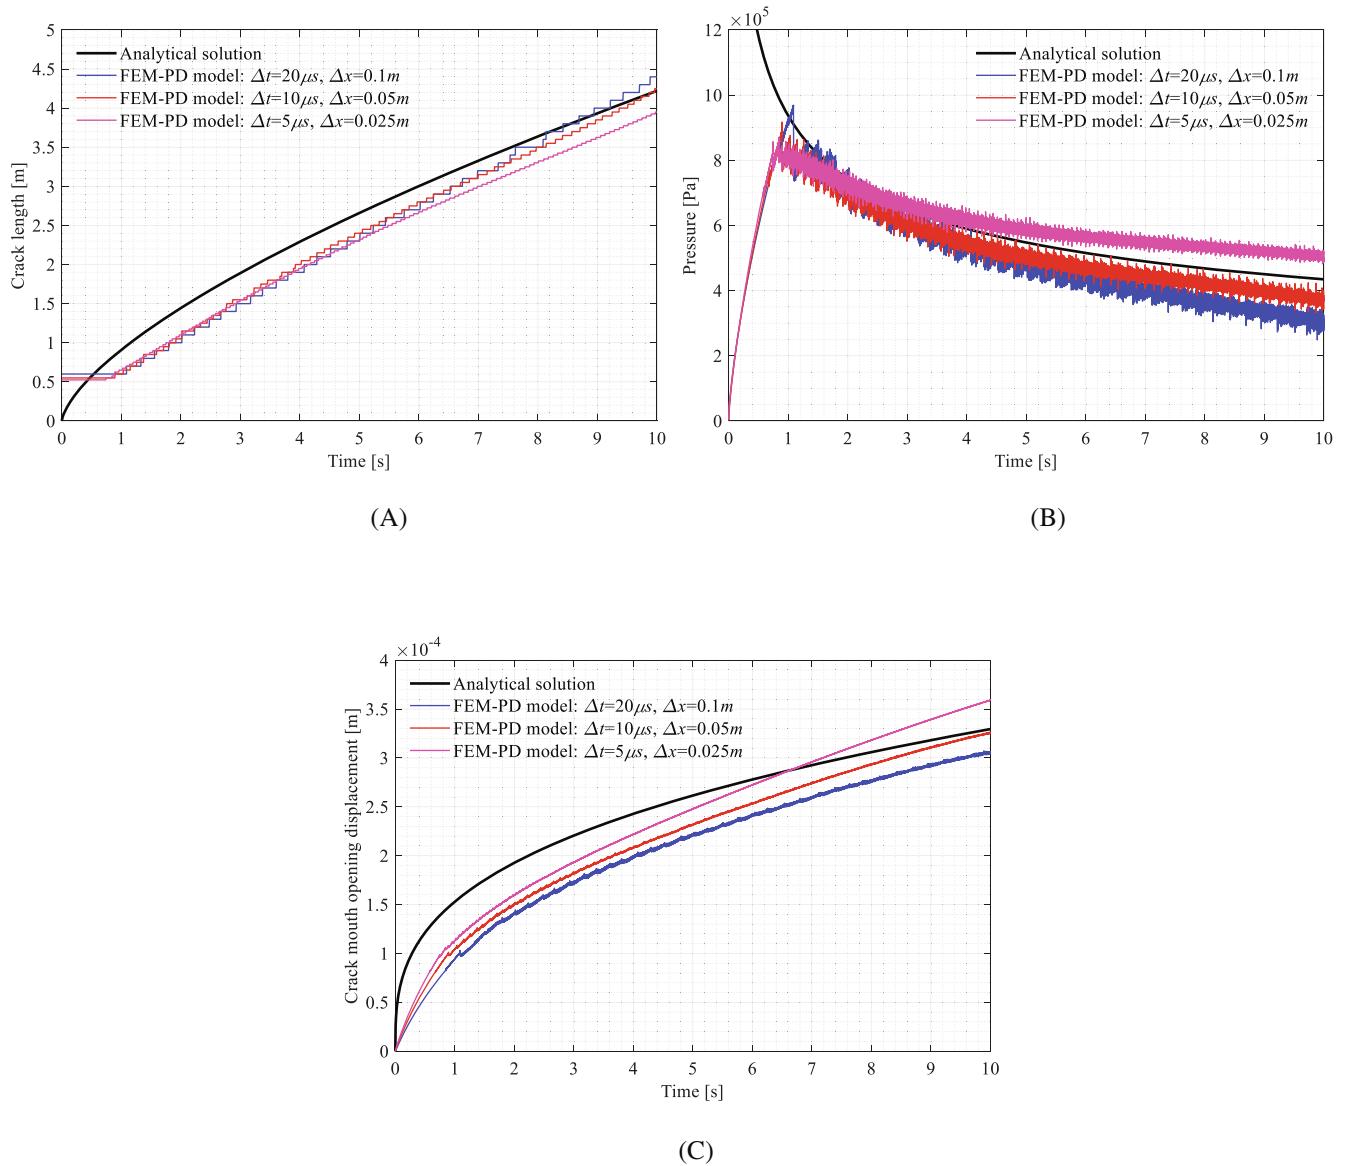 5
4.5
4
3.5
3
2.5
2
1.5
1
0.5
0
Crack length [m]
Analytical solution
FEM-PD model: Δt=20μs, Δx=0.1m
FEM-PD model: Δt=10μs, Δx=0.05m
FEM-PD model: Δt=5μs, Δx=0.025m
0 1 2 3 4 5 6 7 8 9 10
Time [s]
(A)
×10^5
12
10
8
6
4
2
0
Pressure [Pa]
Analytical solution
FEM-PD model: Δt=20μs, Δx=0.1m
FEM-PD model: Δt=10μs, Δx=0.05m
FEM-PD model: Δt=5μs, Δx=0.025m
0 1 2 3 4 5 6 7 8 9 10
Time [s]
(B)
×10^-4
4
3.5
3
2.5
2
1.5
1
0.5
0
Crack mouth opening displacement [m]
Analytical solution
FEM-PD model: Δt=20μs, Δx=0.1m
FEM-PD model: Δt=10μs, Δx=0.05m
FEM-PD model: Δt=5μs, Δx=0.025m
0 1 2 3 4 5 6 7 8 9 10
Time [s]
(C)